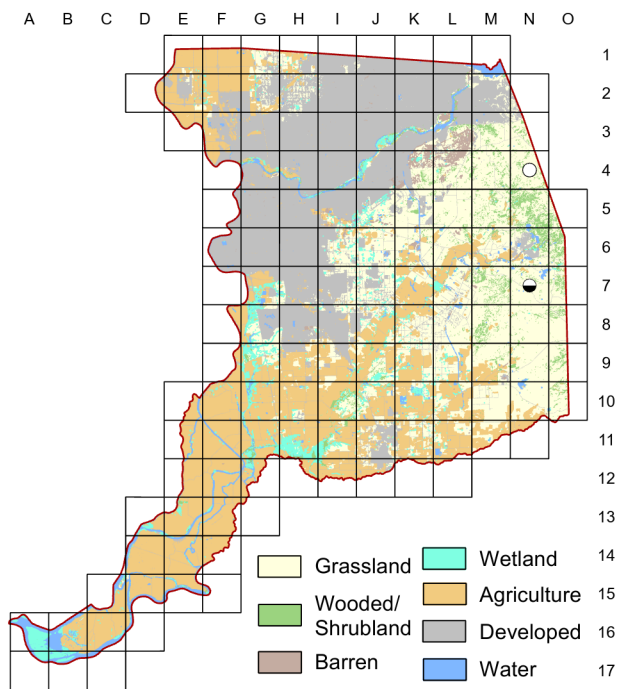 A B C D E F G H I J K L M N O
1
2
3
4
5
6
7
8
9
10
11
12
13
14
15
16
17
Grassland
Wooded/
Shrubland
Barren
Wetland
Agriculture
Developed
Water